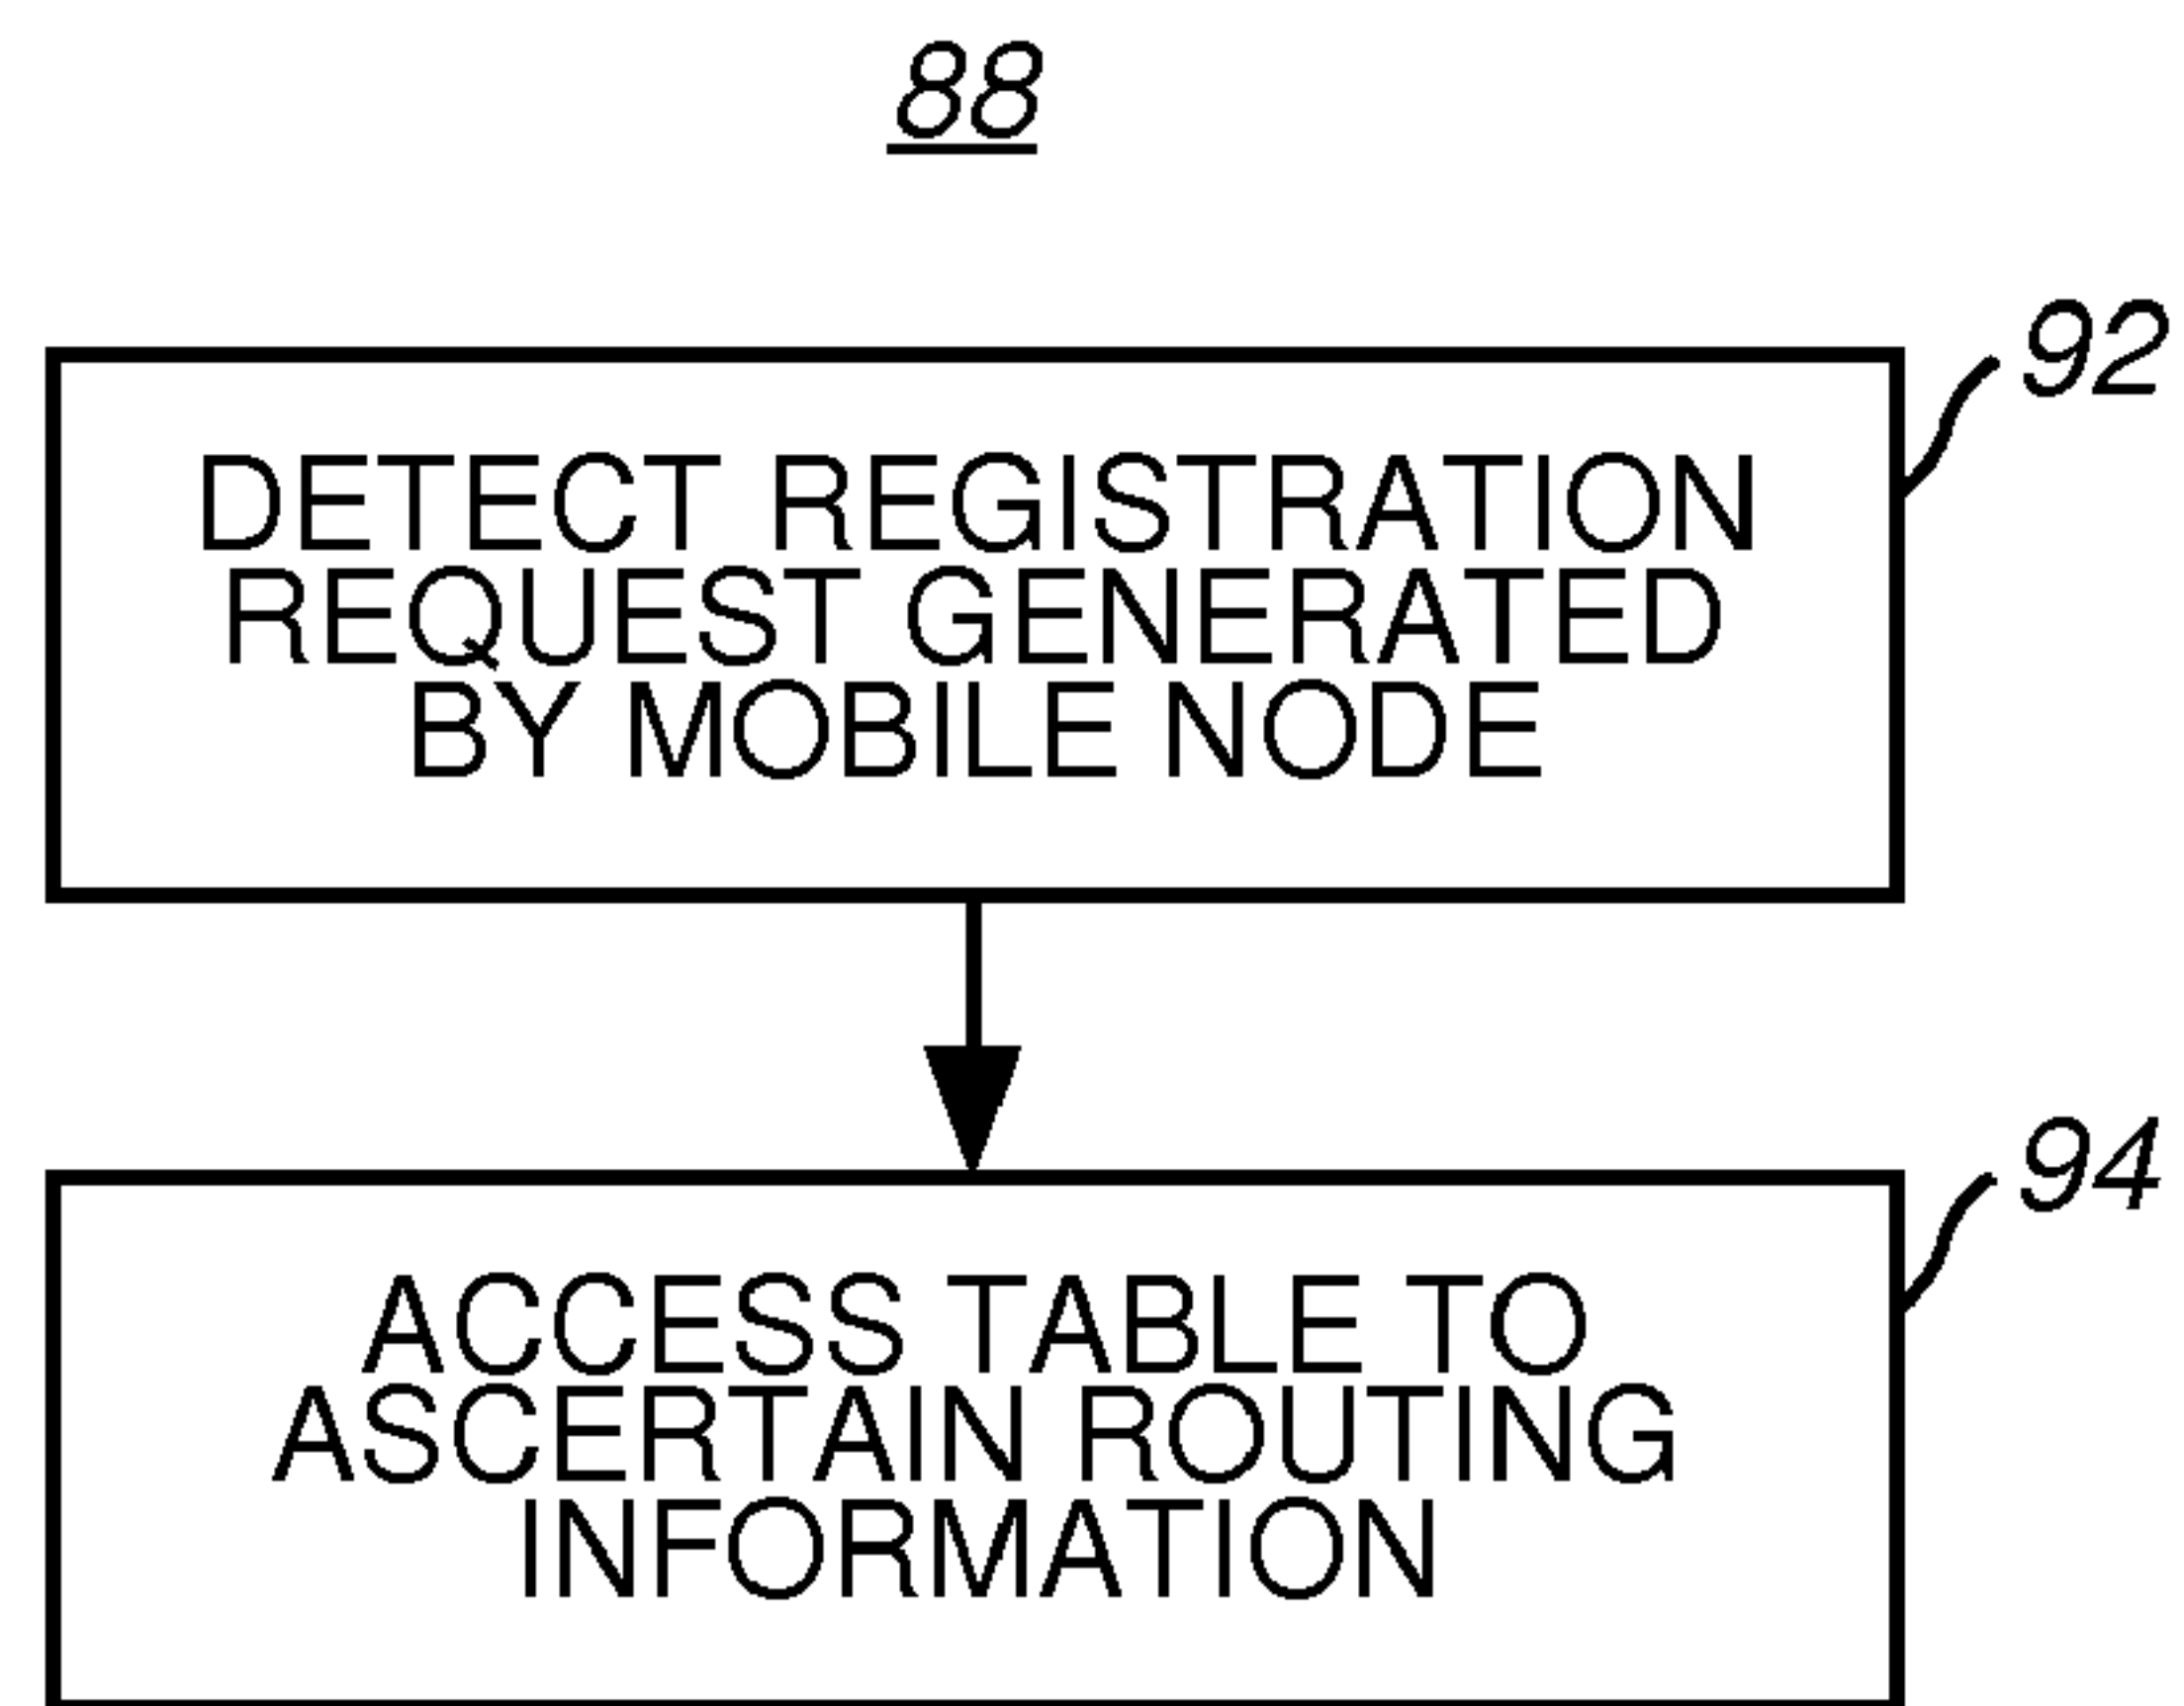 88
92
DETECT REGISTRATION
REQUEST GENERATED
BY MOBILE NODE
94
ACCESS TABLE TO
ASCERTAIN ROUTING
INFORMATION